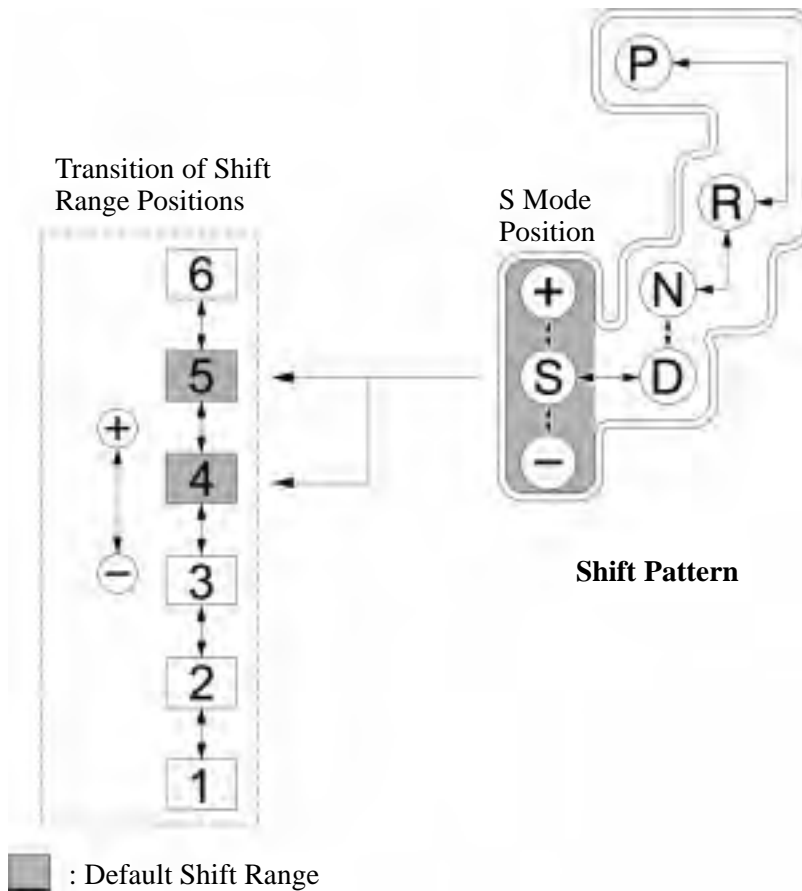 P
Transition of Shift
Range Positions
S Mode
Position
R
6
+
N
5
S
D
+
4
−
−
3
Shift Pattern
2
1
: Default Shift Range